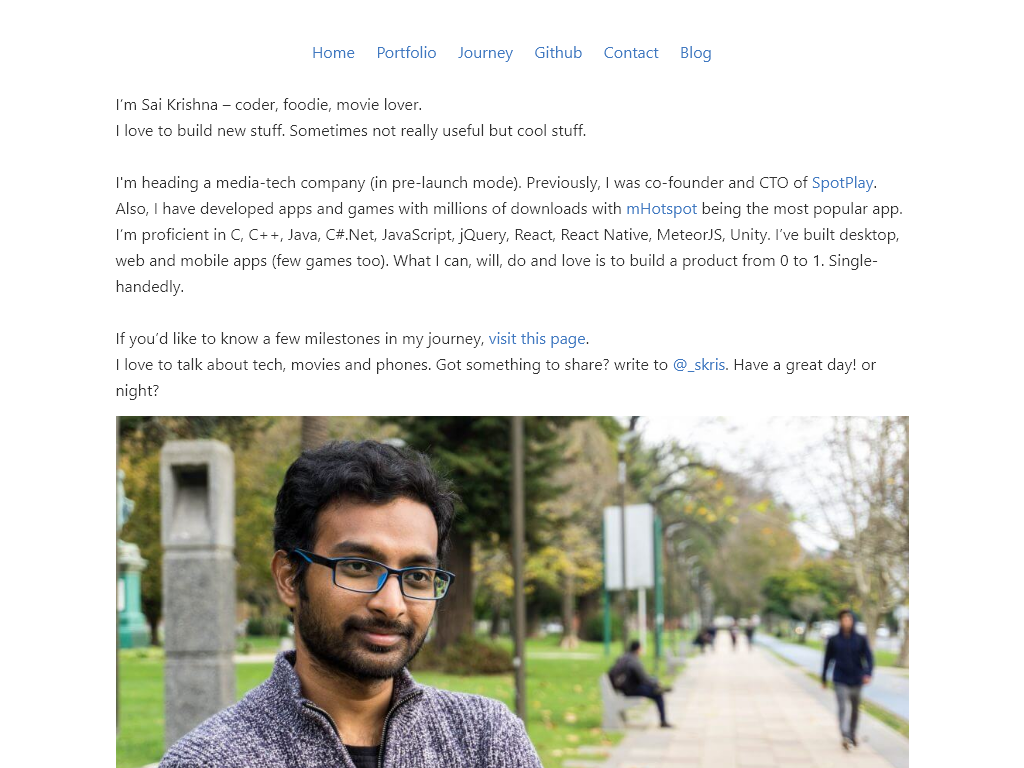 Home Portfolio Journey Github Contact Blog
I’m Sai Krishna – coder, foodie, movie lover.
I love to build new stuff. Sometimes not really useful but cool stuff.
I'm heading a media-tech company (in pre-launch mode). Previously, I was co-founder and CTO of SpotPlay.
Also, I have developed apps and games with millions of downloads with mHotspot being the most popular app.
I’m proficient in C, C++, Java, C#.Net, JavaScript, jQuery, React, React Native, MeteorJS, Unity. I’ve built desktop,
web and mobile apps (few games too). What I can, will, do and love is to build a product from 0 to 1. Single-
handedly.
If you’d like to know a few milestones in my journey, visit this page.
I love to talk about tech, movies and phones. Got something to share? write to @_skris. Have a great day! or
night?